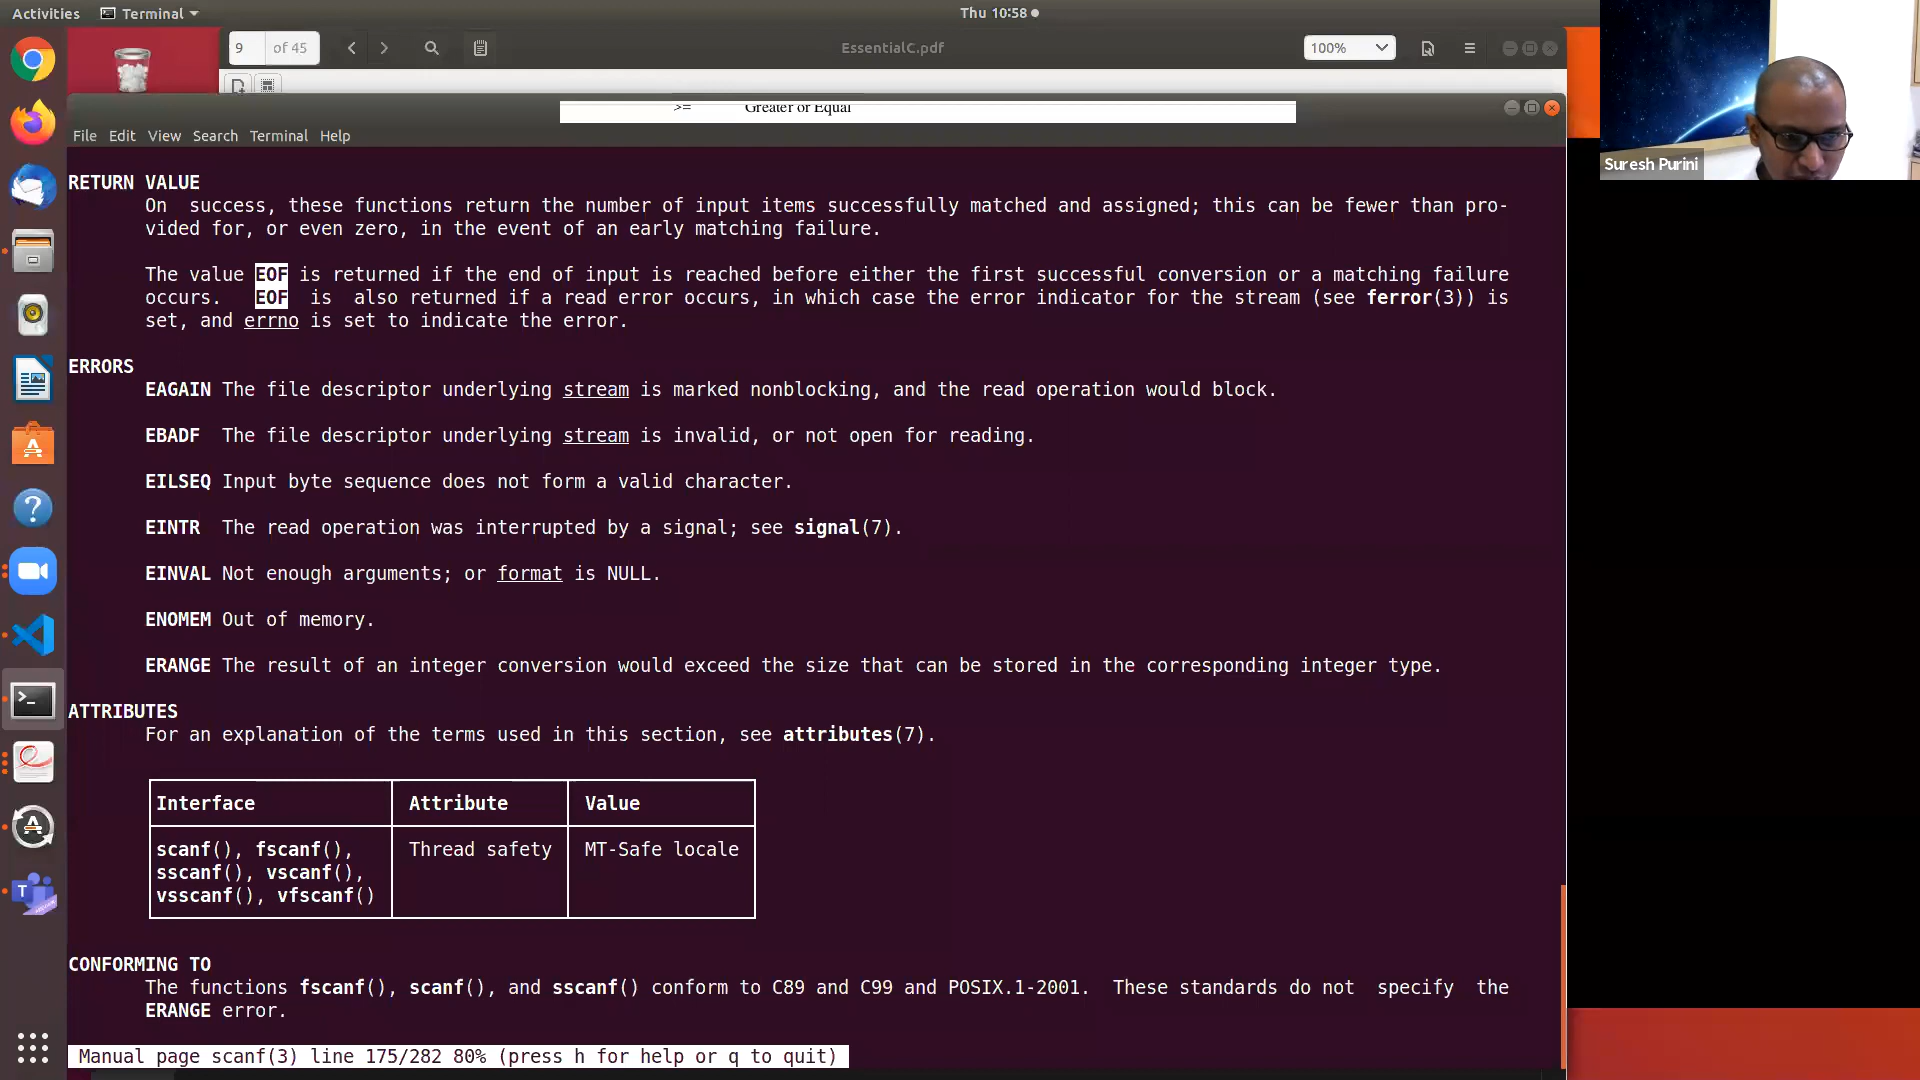 Activities Terminal Thu 10:58
9 of 45 EssentialC.pdf 100%
>= Greater or Equal
File Edit View Search Terminal Help
RETURN VALUE
On success, these functions return the number of input items successfully matched and assigned; this can be fewer than pro-
vided for, or even zero, in the event of an early matching failure.
The value EOF is returned if the end of input is reached before either the first successful conversion or a matching failure
occurs. EOF is also returned if a read error occurs, in which case the error indicator for the stream (see ferror(3)) is
set, and errno is set to indicate the error.
ERRORS
EAGAIN The file descriptor underlying stream is marked nonblocking, and the read operation would block.
EBADF The file descriptor underlying stream is invalid, or not open for reading.
EILSEQ Input byte sequence does not form a valid character.
EINTR The read operation was interrupted by a signal; see signal(7).
EINVAL Not enough arguments; or format is NULL.
ENOMEM Out of memory.
ERANGE The result of an integer conversion would exceed the size that can be stored in the corresponding integer type.
ATTRIBUTES
For an explanation of the terms used in this section, see attributes(7).
Interface Attribute Value
scanf(), fscanf(), Thread safety MT-Safe locale
sscanf(), vscanf(),
vsscanf(), vfscanf()
CONFORMING TO
The functions fscanf(), scanf(), and sscanf() conform to C89 and C99 and POSIX.1-2001. These standards do not specify the
ERANGE error.
Manual page scanf(3) line 175/282 80% (press h for help or q to quit)
Suresh Purini